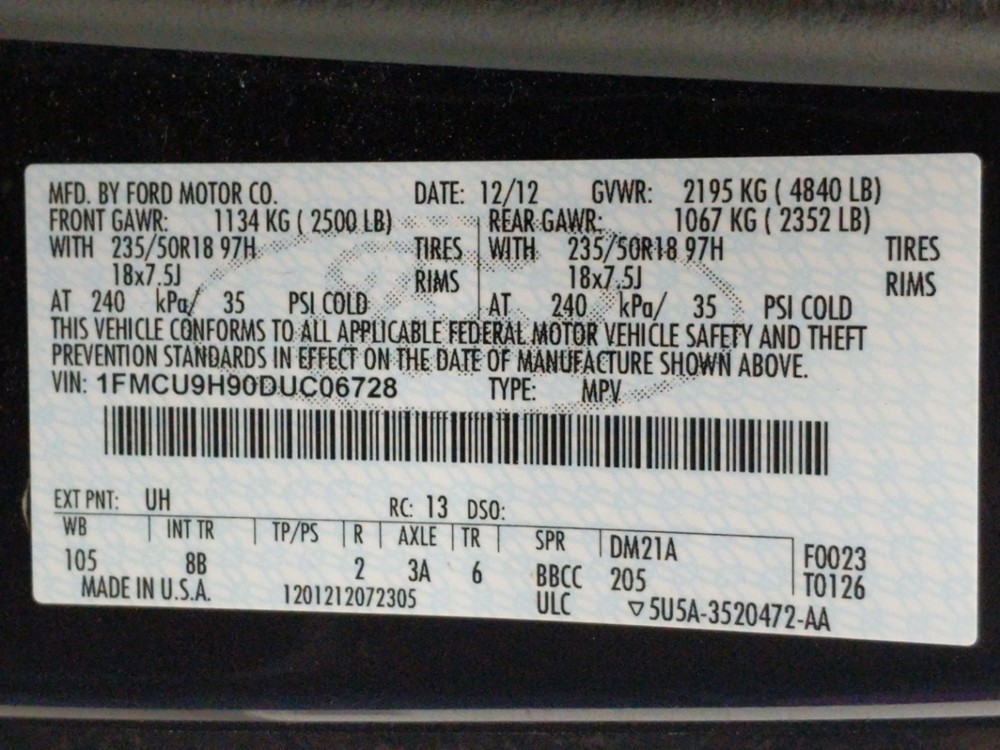 MFD. BY FORD MOTOR CO. DATE: 12/12 GVWR: 2195 KG ( 4840 LB)
FRONT GAWR: 1134 KG ( 2500 LB) REAR GAWR: 1067 KG ( 2352 LB)
WITH 235/50R18 97H TIRES WITH 235/50R18 97H TIRES
18x7.5J RIMS 18x7.5J RIMS
AT 240 kPa/ 35 PSI COLD AT 240 kPa/ 35 PSI COLD
THIS VEHICLE CONFORMS TO ALL APPLICABLE FEDERAL MOTOR VEHICLE SAFETY AND THEFT
PREVENTION STANDARDS IN EFFECT ON THE DATE OF MANUFACTURE SHOWN ABOVE.
VIN: 1FMCU9H90DUC06728 TYPE: MPV
EXT PNT: UH RC: 13 DSO:
WB INT TR TP/PS R AXLE TR SPR DM21A F0023
105 8B 2 3A 6 BBCC 205 T0126
MADE IN U.S.A. 1201212072305 ULC ▽5U5A-3520472-AA